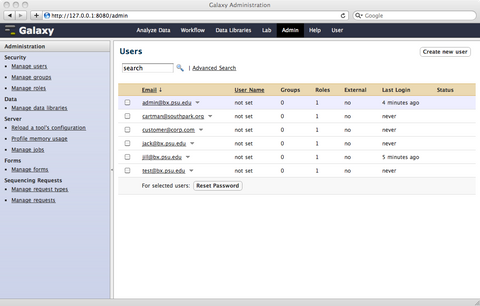 Galaxy Administration
http://127.0.0.1:8080/admin
Google
Galaxy
Analyze Data Workflow Data Libraries Lab Admin Help User
Administration
Security
Manage users
Manage groups
Manage roles
Data
Manage data libraries
Server
Reload a tool's configuration
Profile memory usage
Manage jobs
Forms
Manage forms
Sequencing Requests
Manage request types
Manage requests
Users
Create new user
search | Advanced Search
Email ↓ User Name Groups Roles External Last Login Status
admin@bx.psu.edu not set 0 1 no 4 minutes ago
cartman@southpark.org not set 0 1 no never
customer@corp.com not set 0 1 no never
jack@bx.psu.edu not set 0 1 no never
jill@bx.psu.edu not set 0 1 no 5 minutes ago
test@bx.psu.edu not set 0 1 no never
For selected users: Reset Password